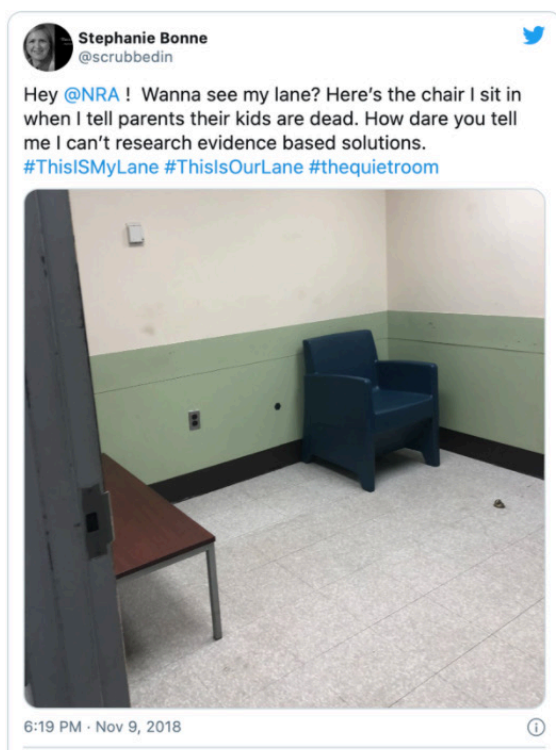 Stephanie Bonne
@scrubbedin
Hey @NRA ! Wanna see my lane? Here’s the chair I sit in
when I tell parents their kids are dead. How dare you tell
me I can’t research evidence based solutions.
#ThisISMyLane #ThisIsOurLane #thequietroom
6:19 PM · Nov 9, 2018